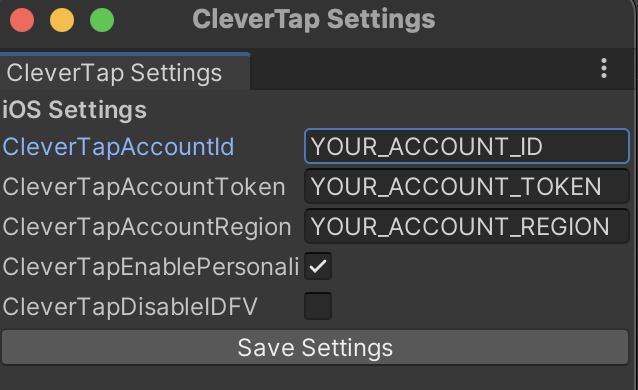 CleverTap Settings
CleverTap Settings
iOS Settings
CleverTapAccountId YOUR_ACCOUNT_ID
CleverTapAccountToken YOUR_ACCOUNT_TOKEN
CleverTapAccountRegion YOUR_ACCOUNT_REGION
CleverTapEnablePersonali
CleverTapDisableIDFV
Save Settings